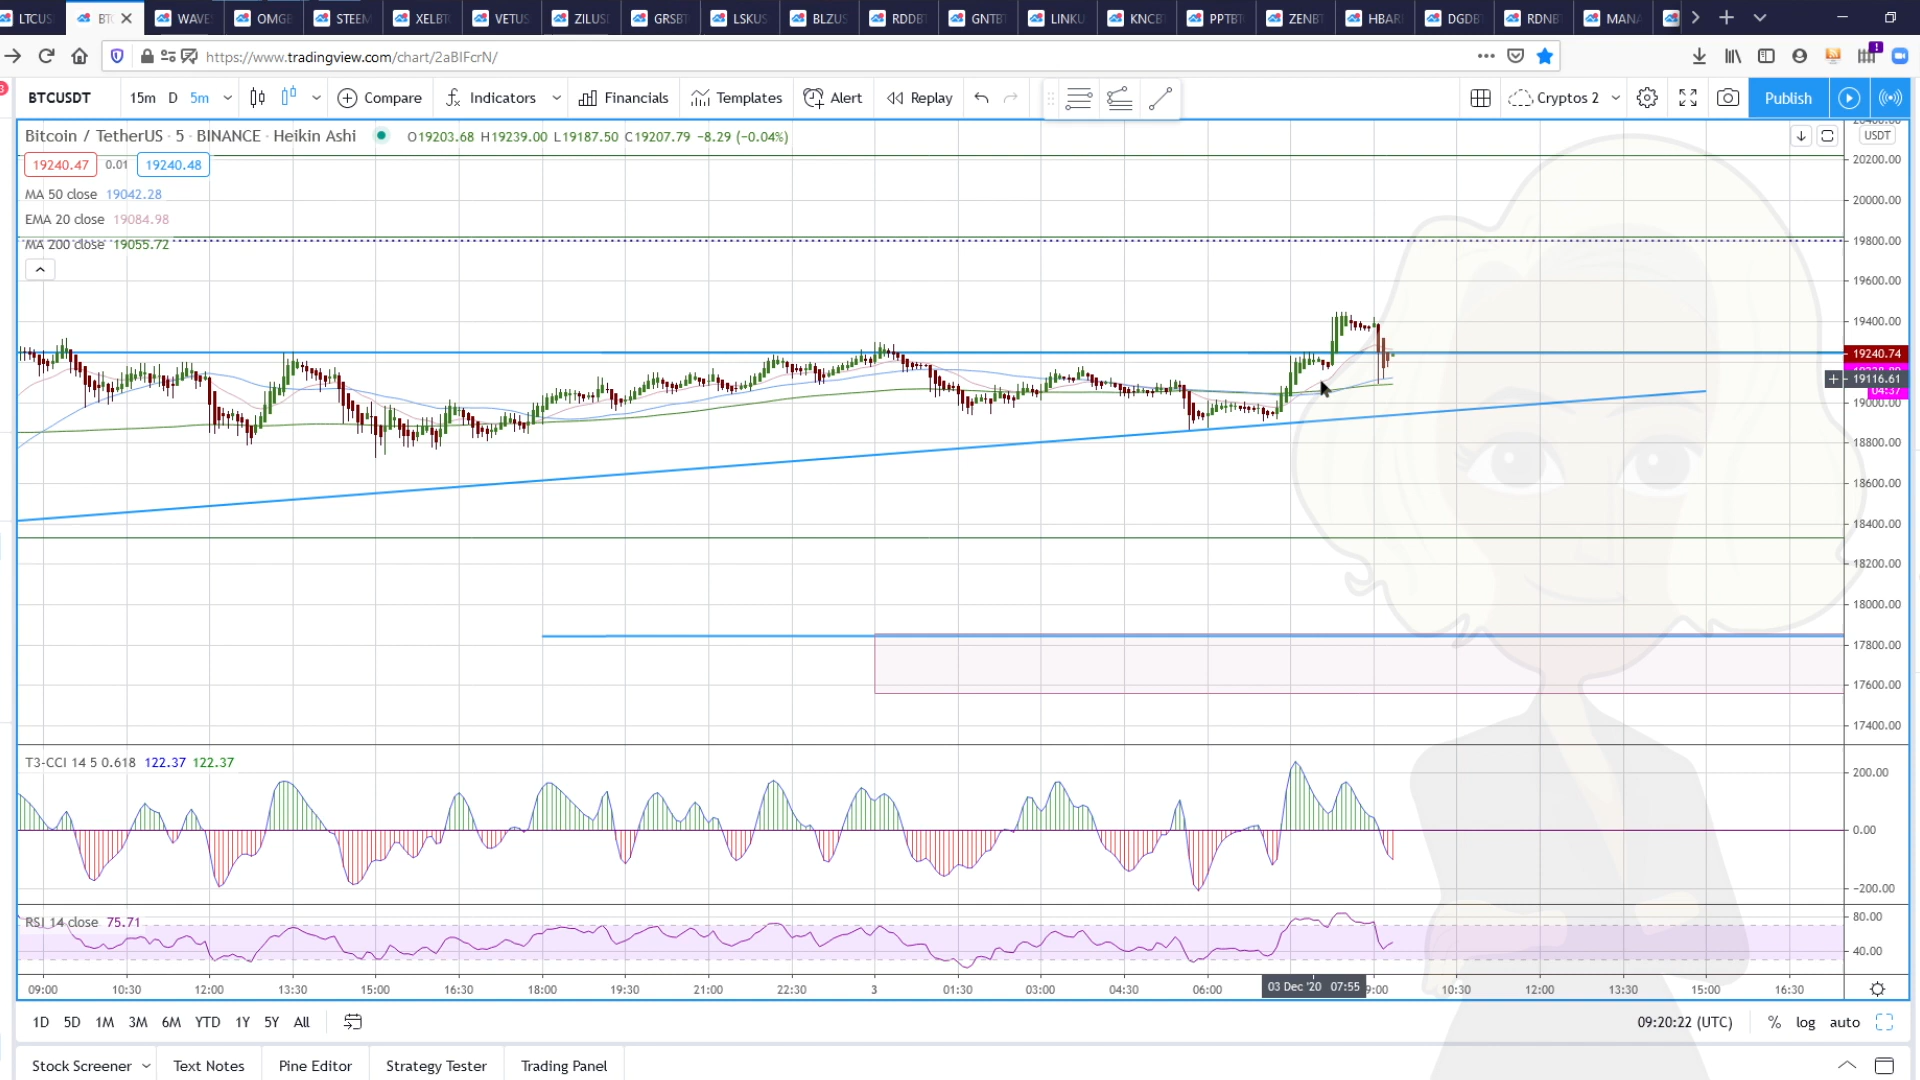 LTCUS BT WAVE OMGB STEEM XELBT VETUS ZILUSD GRSBT LSKUS BLZUS RDDBT GNTBT LINKU KNCBT PPTBT ZENBT HBAR DGDB RDNB MANA
https://www.tradingview.com/chart/2aBIFcrN/
BTCUSDT 15m D 5m Compare Indicators Financials Templates Alert Replay Cryptos 2 Publish
Bitcoin / TetherUS · 5 · BINANCE · Heikin Ashi O19203.68 H19239.00 L19187.50 C19207.79 −8.29 (−0.04%) USDT
19240.47 0.01 19240.48
MA 50 close 19042.28
EMA 20 close 19084.98
MA 200 close 19055.72
20200.00
20000.00
19800.00
19600.00
19400.00
19240.74
19116.61
04:37
19000.00
18800.00
18600.00
18400.00
18200.00
18000.00
17800.00
17600.00
17400.00
T3-CCI 14 5 0.618 122.37 122.37
200.00
0.00
−200.00
RSI 14 close 75.71
80.00
40.00
09:00 10:30 12:00 13:30 15:00 16:30 18:00 19:30 21:00 22:30 3 01:30 03:00 04:30 06:00 03 Dec '20 07:55 9:00 10:30 12:00 13:30 15:00 16:30
1D 5D 1M 3M 6M YTD 1Y 5Y All 09:20:22 (UTC) % log auto
Stock Screener Text Notes Pine Editor Strategy Tester Trading Panel